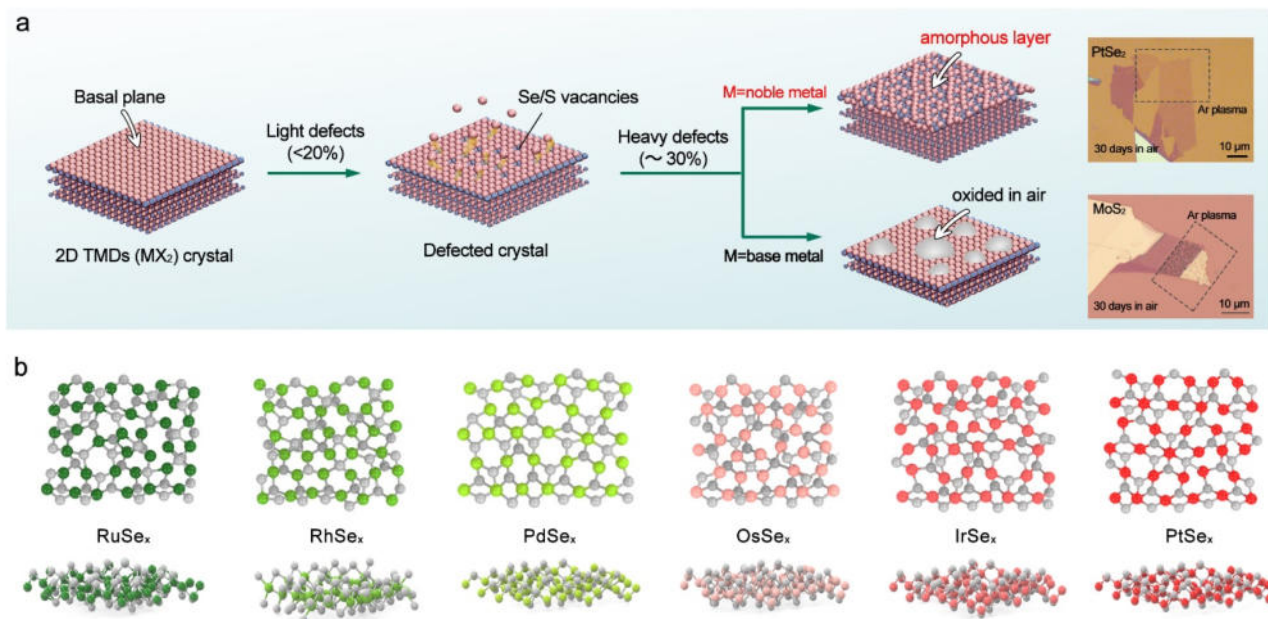 a
Basal plane
2D TMDs (MX₂) crystal
Light defects
(<20%)
Se/S vacancies
Defected crystal
Heavy defects
(～ 30%)
amorphous layer
M=noble metal
oxided in air
M=base metal
PtSe₂
Ar plasma
30 days in air
10 μm
MoS₂
Ar plasma
30 days in air
10 μm
b
RuSeₓ
RhSeₓ
PdSeₓ
OsSeₓ
IrSeₓ
PtSeₓ